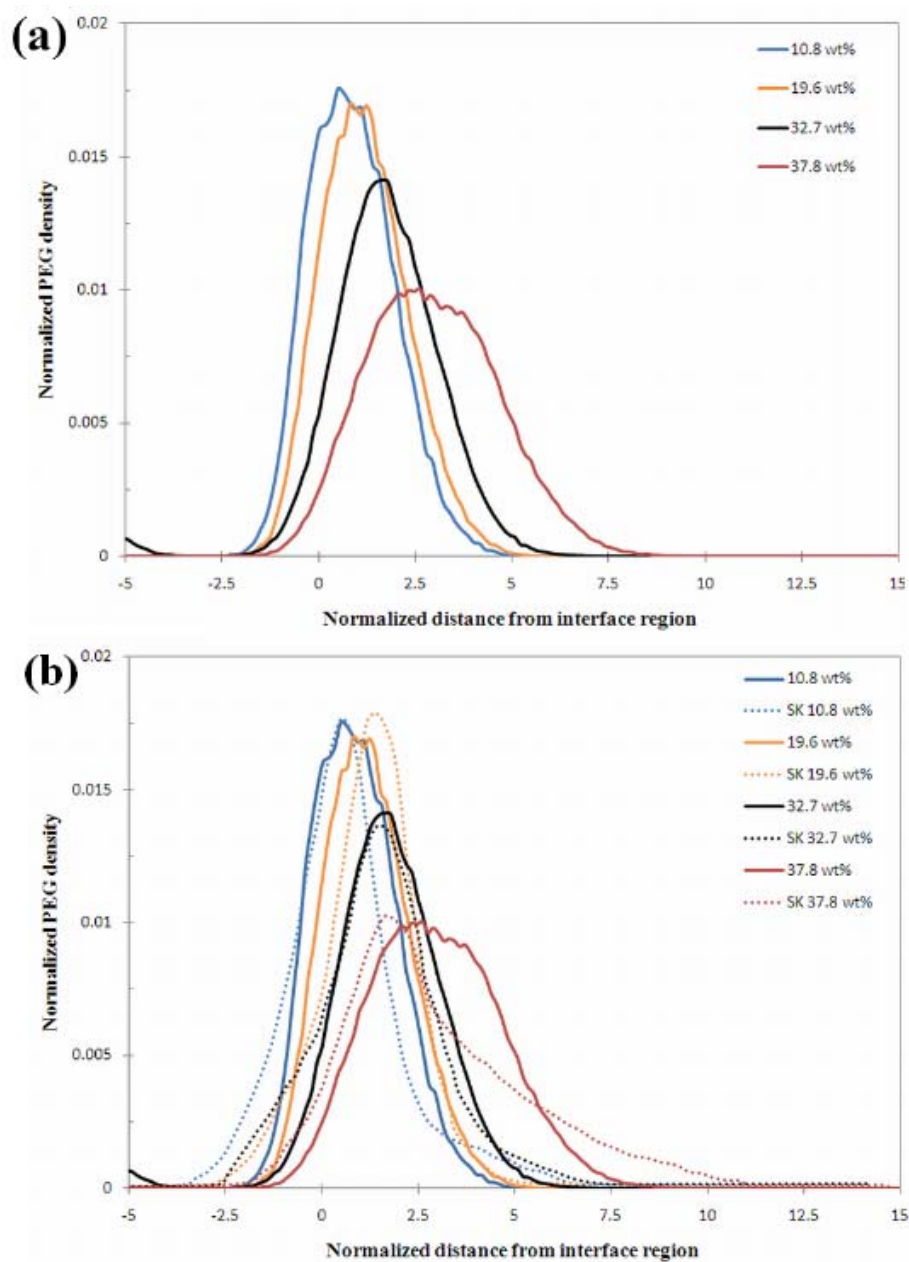 (a)
0.02
0.015
0.01
0.005
0
Normalized PEG density
10.8 wt%
19.6 wt%
32.7 wt%
37.8 wt%
-5
-2.5
0
2.5
5
7.5
10
12.5
15
Normalized distance from interface region
(b)
0.02
0.015
0.01
0.005
0
Normalized PEG density
10.8 wt%
SK 10.8 wt%
19.6 wt%
SK 19.6 wt%
32.7 wt%
SK 32.7 wt%
37.8 wt%
SK 37.8 wt%
-5
-2.5
0
2.5
5
7.5
10
12.5
15
Normalized distance from interface region